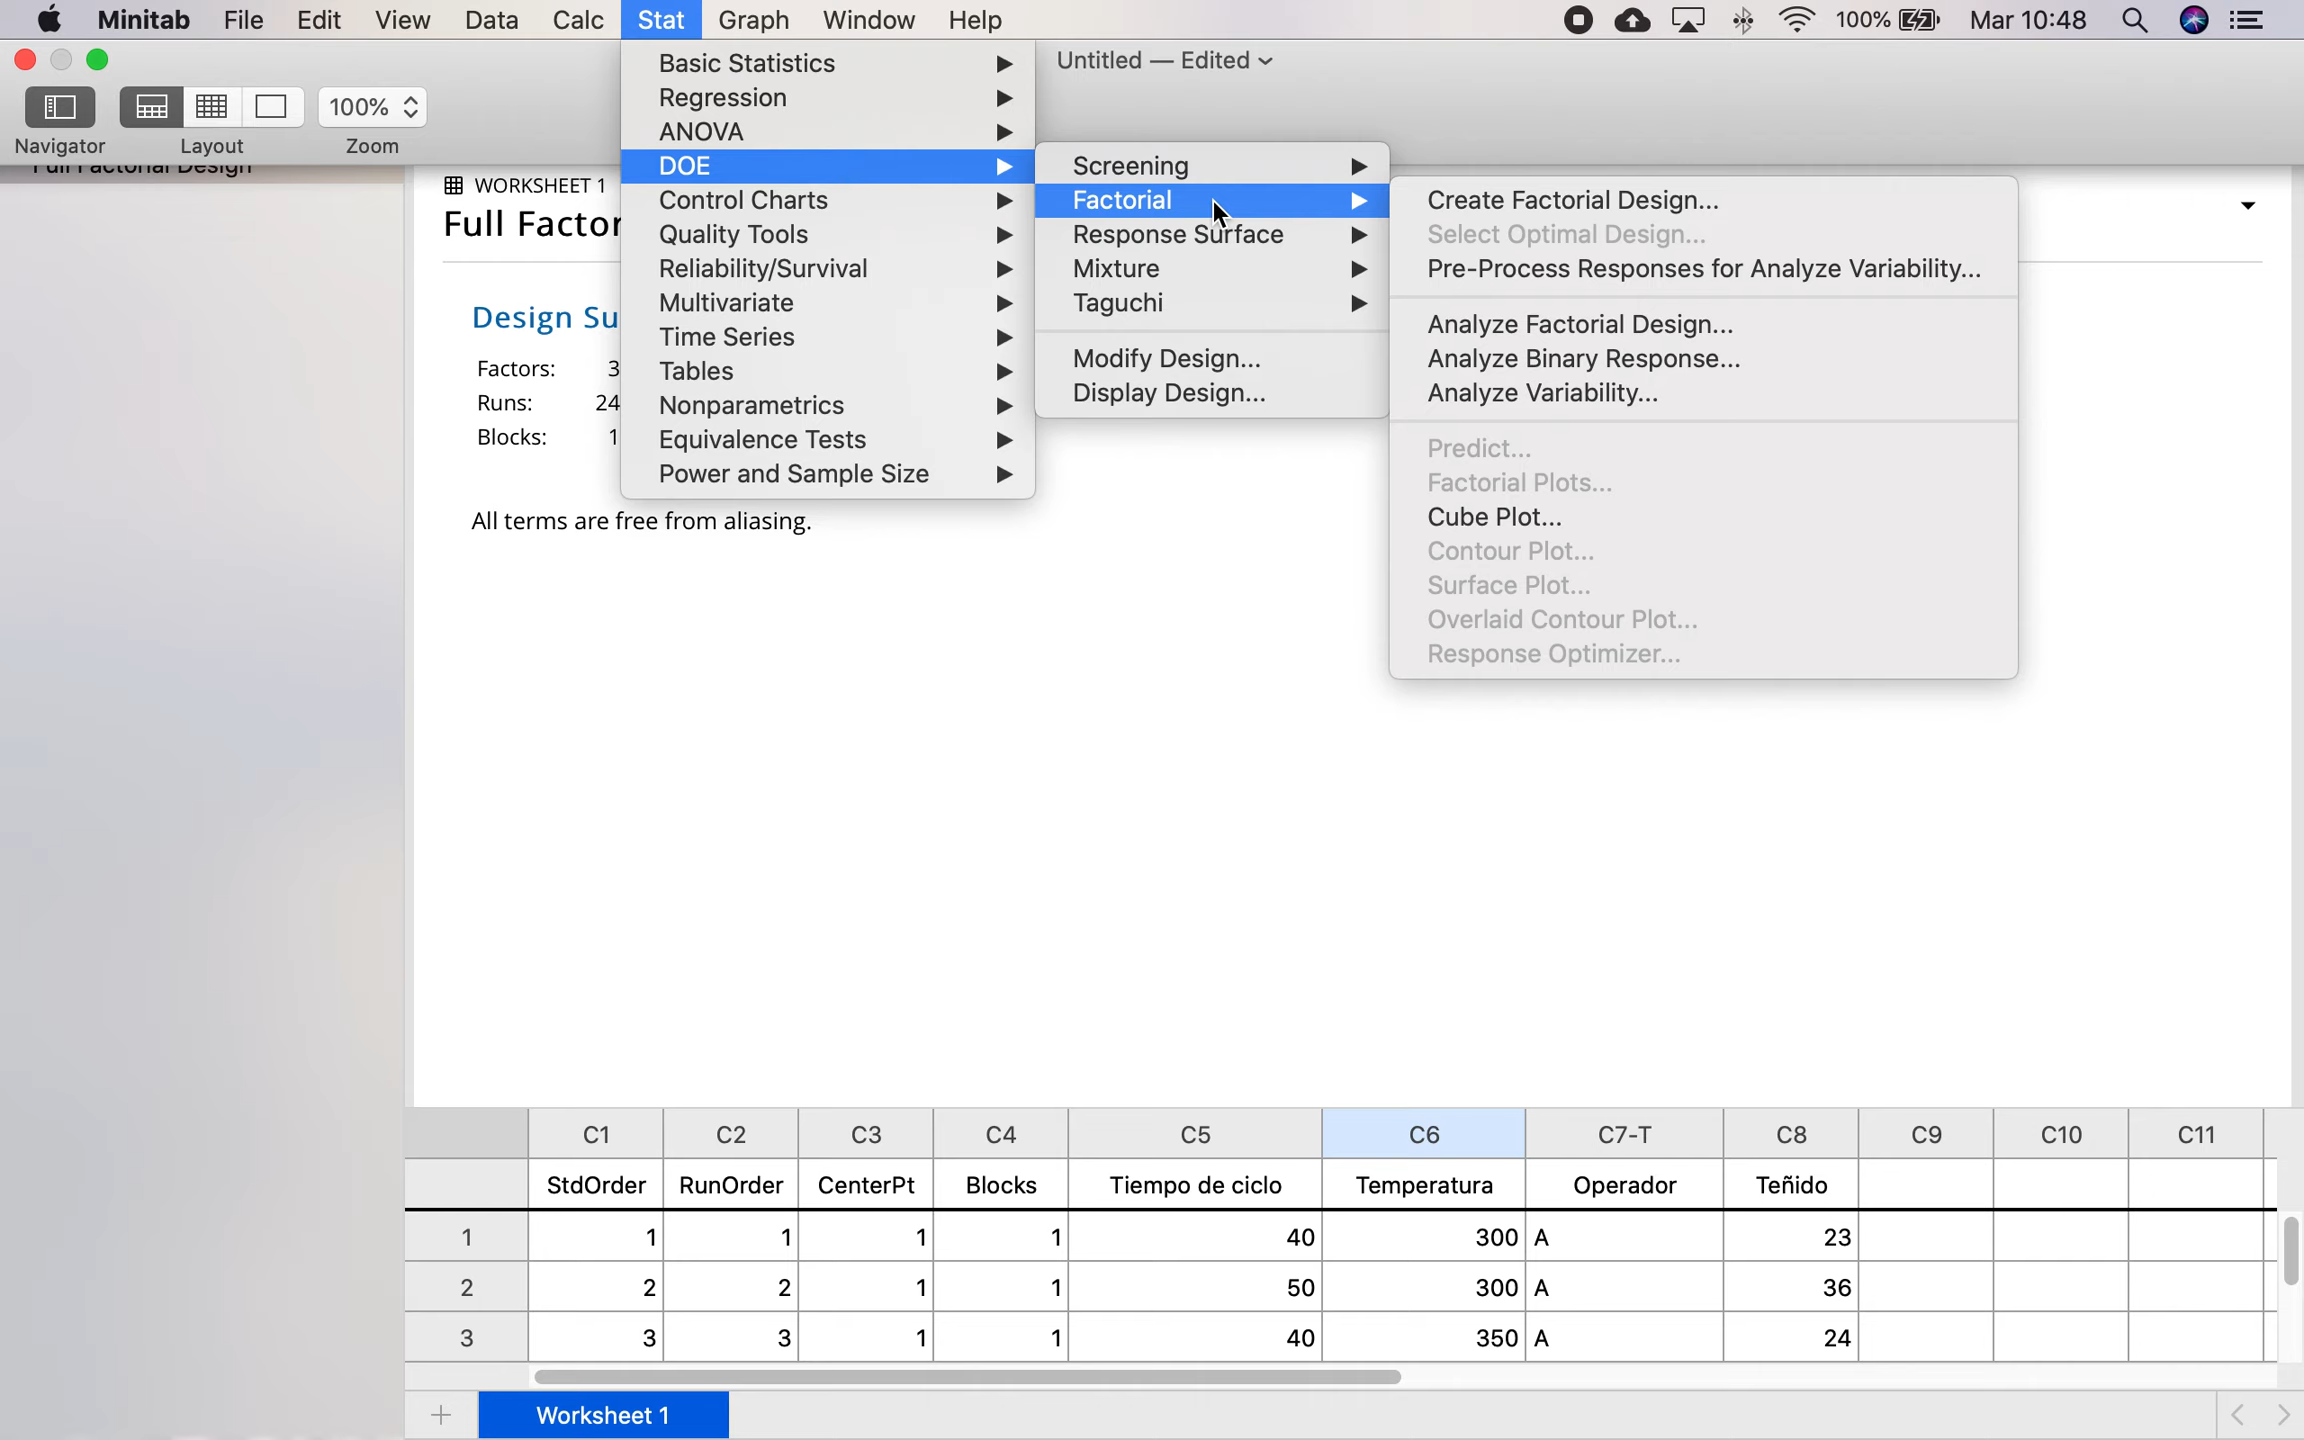 Minitab File Edit View Data Calc Stat Graph Window Help 100% Mar 10:48
Untitled — Edited
100%
Navigator Layout Zoom
Full Factorial Design
WORKSHEET 1
Full Factor
Design Su
Factors: 3
Runs: 24
Blocks: 1
All terms are free from aliasing.
Basic Statistics
Regression
ANOVA
DOE
Control Charts
Quality Tools
Reliability/Survival
Multivariate
Time Series
Tables
Nonparametrics
Equivalence Tests
Power and Sample Size
Screening
Factorial
Response Surface
Mixture
Taguchi
Modify Design...
Display Design...
Create Factorial Design...
Select Optimal Design...
Pre-Process Responses for Analyze Variability...
Analyze Factorial Design...
Analyze Binary Response...
Analyze Variability...
Predict...
Factorial Plots...
Cube Plot...
Contour Plot...
Surface Plot...
Overlaid Contour Plot...
Response Optimizer...
C1 C2 C3 C4 C5 C6 C7-T C8 C9 C10 C11
StdOrder RunOrder CenterPt Blocks Tiempo de ciclo Temperatura Operador Teñido
1 1 1 1 1 40 300 A 23
2 2 2 1 1 50 300 A 36
3 3 3 1 1 40 350 A 24
Worksheet 1